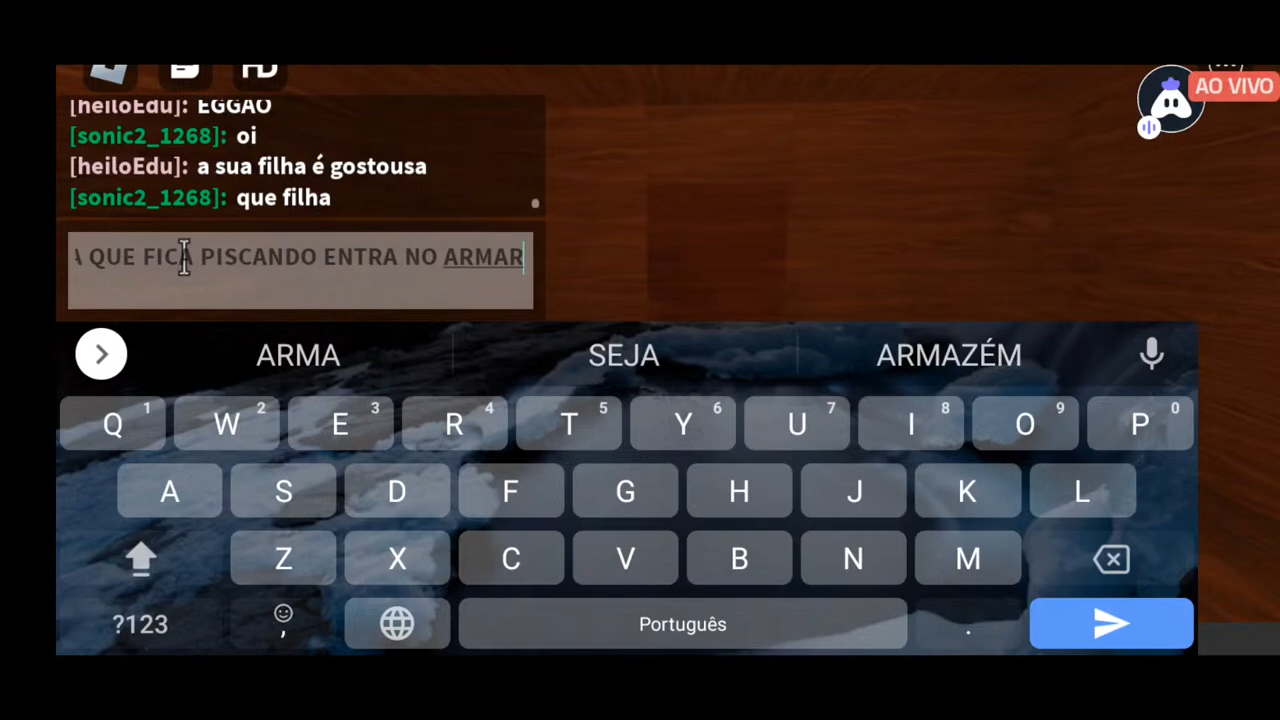 HD
AO VIVO
[heiloEdu]: EGGAO
[sonic2_1268]: oi
[heiloEdu]: a sua filha é gostousa
[sonic2_1268]: que filha
A QUE FICA PISCANDO ENTRA NO ARMAR
ARMA SEJA ARMAZÉM
Q 1 W 2 E 3 R 4 T 5 Y 6 U 7 I 8 O 9 P 0
A S D F G H J K L
Z X C V B N M
?123 , Português .